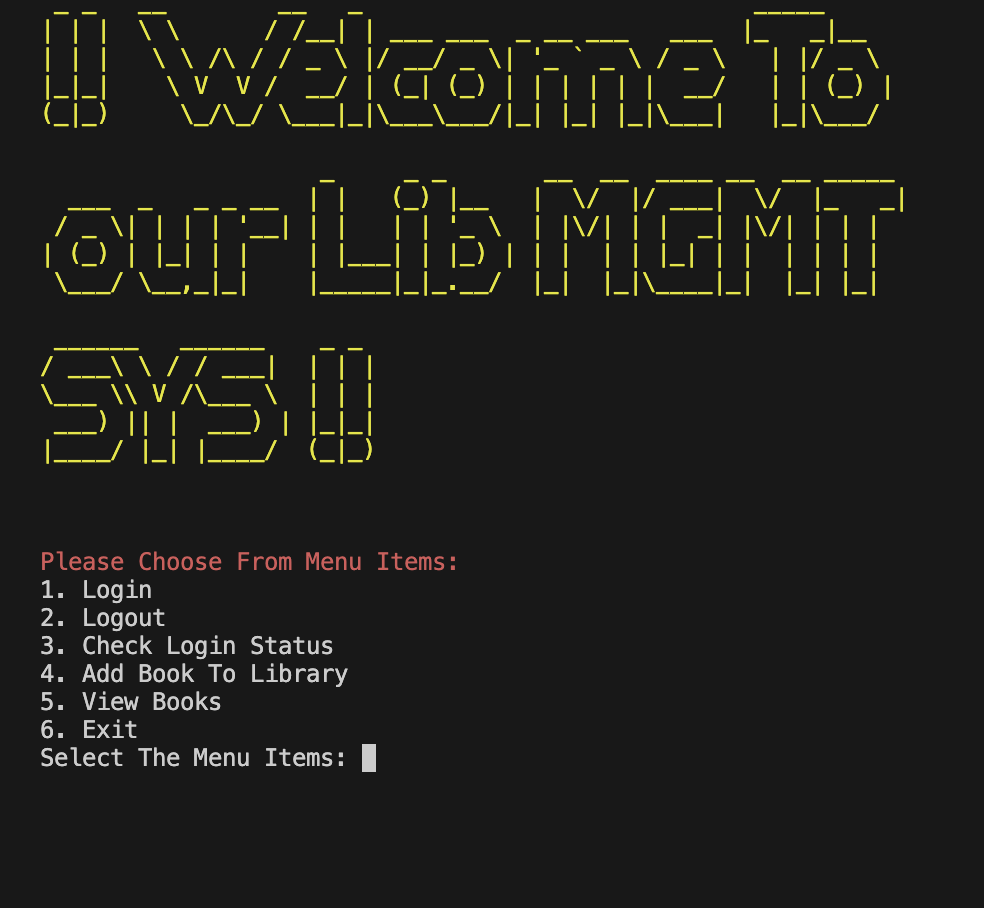 !! Welcome To
our Lib MGMT
SYS !!
Please Choose From Menu Items:
1. Login
2. Logout
3. Check Login Status
4. Add Book To Library
5. View Books
6. Exit
Select The Menu Items: